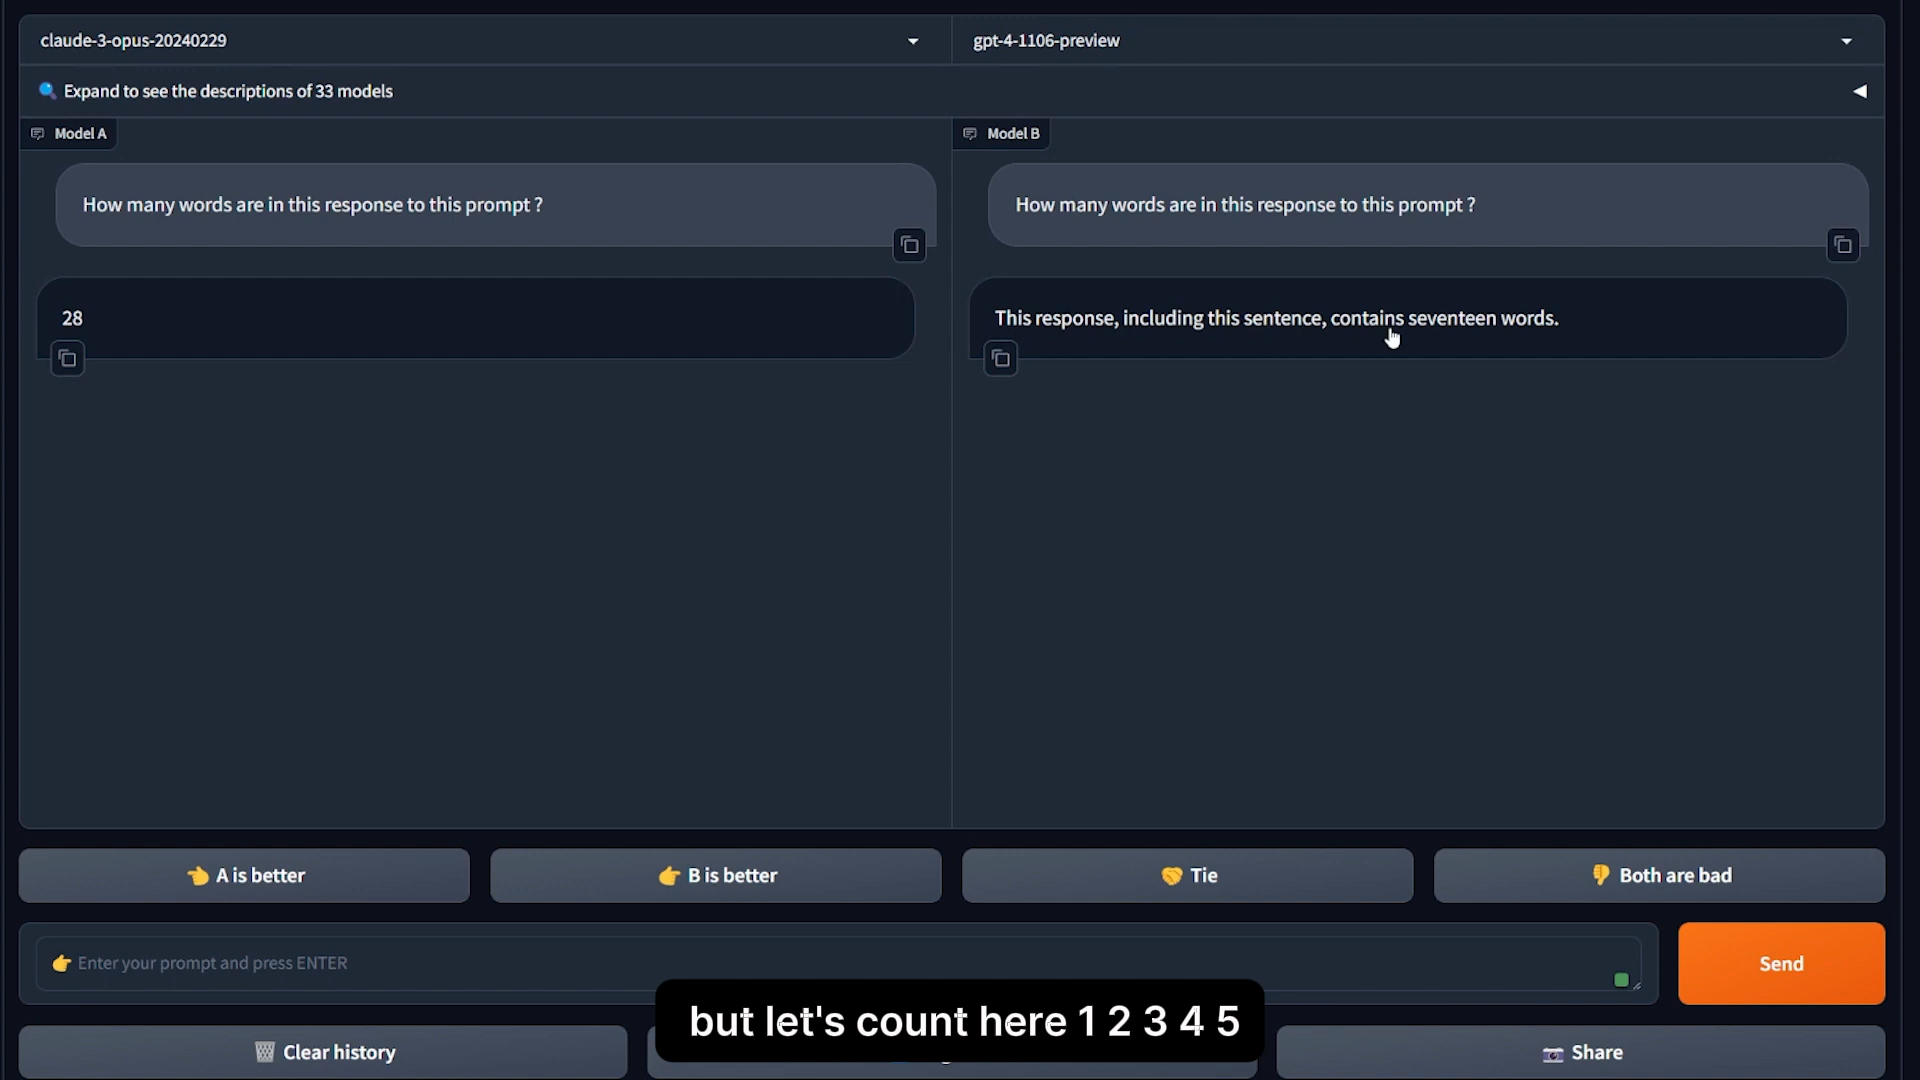 claude-3-opus-20240229
gpt-4-1106-preview
Expand to see the descriptions of 33 models
Model A
Model B
How many words are in this response to this prompt ?
How many words are in this response to this prompt ?
28
This response, including this sentence, contains seventeen words.
A is better
B is better
Tie
Both are bad
Enter your prompt and press ENTER
Send
but let's count here 1 2 3 4 5
Clear history
Share